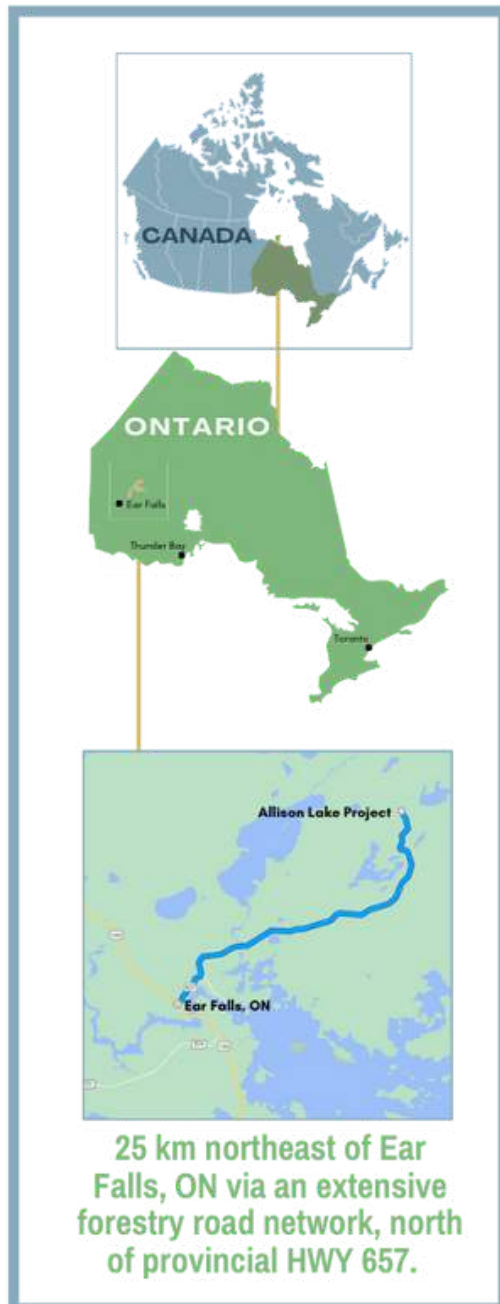 CANADA
ONTARIO
Ear Falls
Thunder Bay
Toronto
Allison Lake Project
Ear Falls, ON
25 km northeast of Ear
Falls, ON via an extensive
forestry road network, north
of provincial HWY 657.